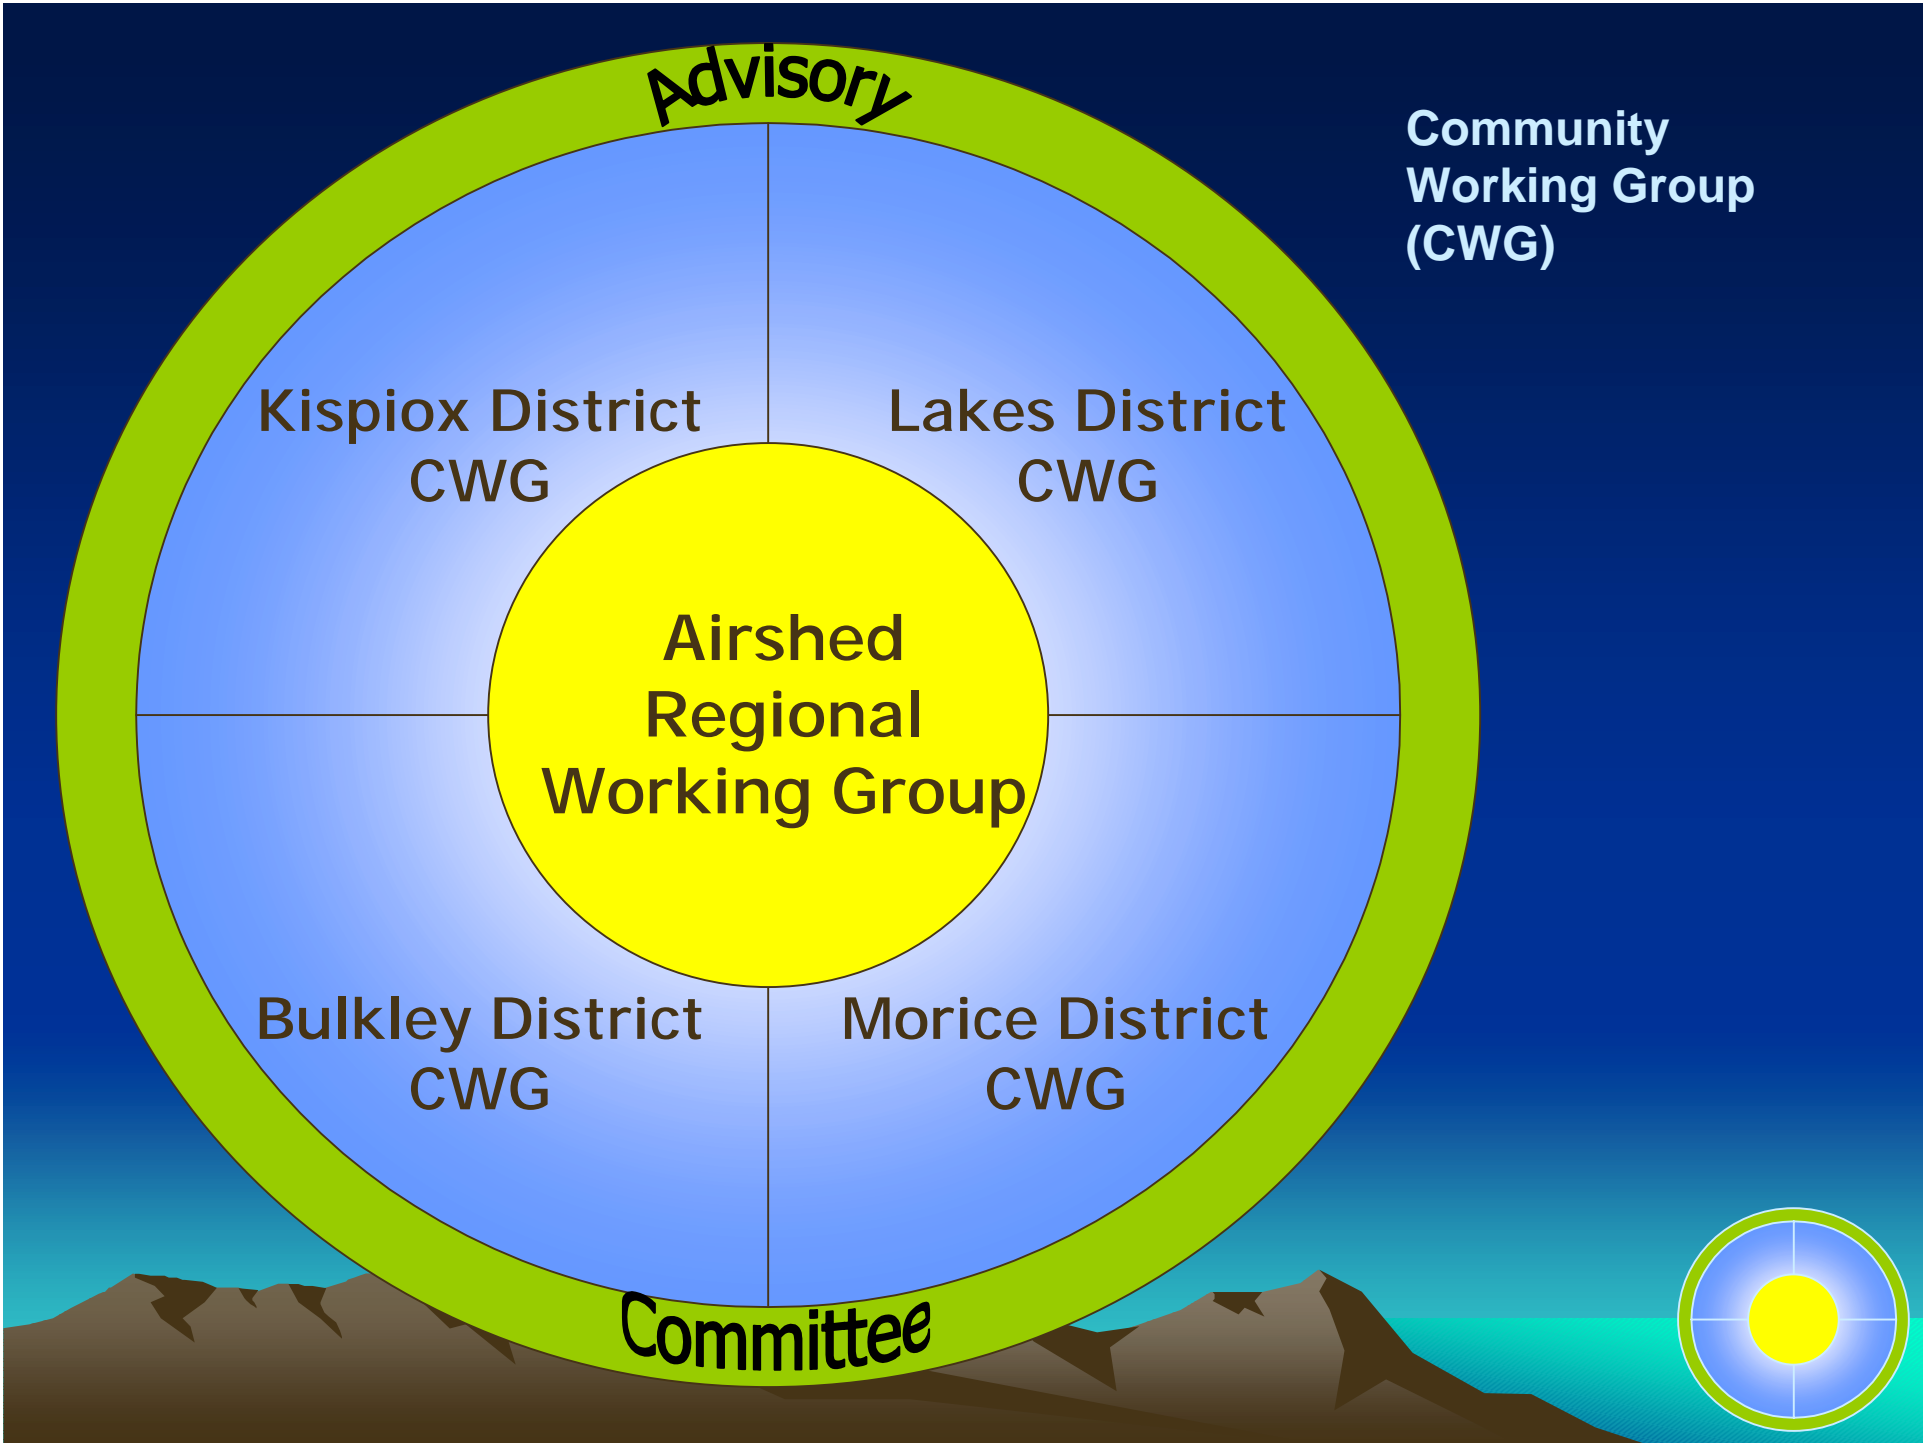 Advisory
Community
Working Group
(CWG)
Kispiox District
CWG
Lakes District
CWG
Airshed
Regional
Working Group
Bulkley District
CWG
Morice District
CWG
Committee